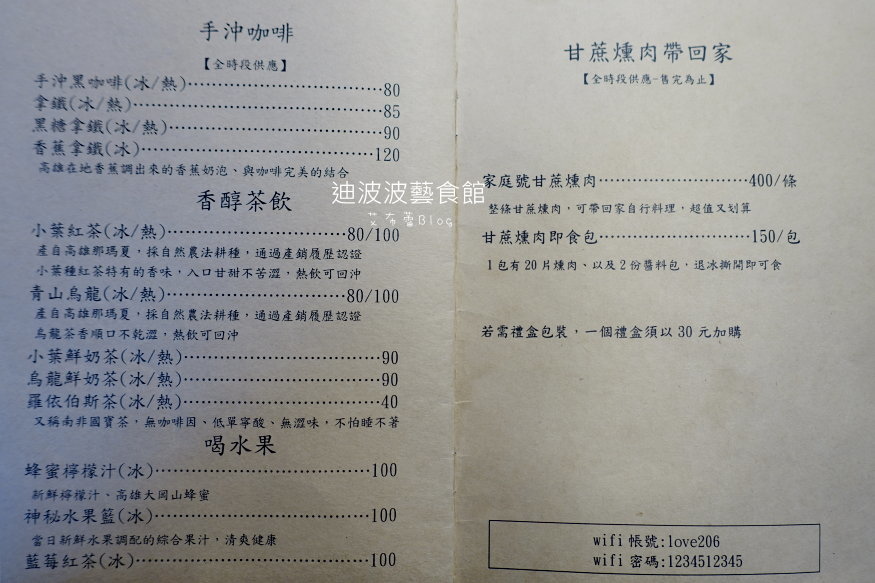 手沖咖啡
【全時段供應】
手沖黑咖啡(冰/熱)……………………80
拿鐵(冰/熱)……………………85
黑糖拿鐵(冰/熱)……………………90
香蕉拿鐵(冰)……………………120
高雄在地香蕉調出來的香蕉奶泡、與咖啡完美的結合
香醇茶飲
小葉紅茶(冰/熱)……………………80/100
產自高雄那瑪夏，採自然農法耕種，通過產銷履歷認證
小葉種紅茶特有的香味，入口甘甜不苦澀，熱飲可回沖
青山烏龍(冰/熱)……………………80/100
產自高雄那瑪夏，採自然農法耕種，通過產銷履歷認證
烏龍茶香順口不乾澀，熱飲可回沖
小葉鮮奶茶(冰/熱)……………………90
烏龍鮮奶茶(冰/熱)……………………90
羅依伯斯茶(冰/熱)……………………40
又稱南非國寶茶，無咖啡因、低單寧酸、無澀味，不怕睡不著
喝水果
蜂蜜檸檬汁(冰)……………………100
新鮮檸檬汁、高雄大岡山蜂蜜
神秘水果籃(冰)……………………100
當日新鮮水果調配的綜合果汁，清爽健康
藍莓紅茶(冰)……………………100
迪波波藝食館
艾布蕾Blog
甘蔗燻肉帶回家
【全時段供應-售完為止】
家庭號甘蔗燻肉……………………400/條
整條甘蔗燻肉，可帶回家自行料理，超值又划算
甘蔗燻肉即食包……………………150/包
1包有20片燻肉、以及2份醬料包，退冰撕開即可食
若需禮盒包裝，一個禮盒須以30元加購
wifi 帳號:love206
wifi 密碼:1234512345